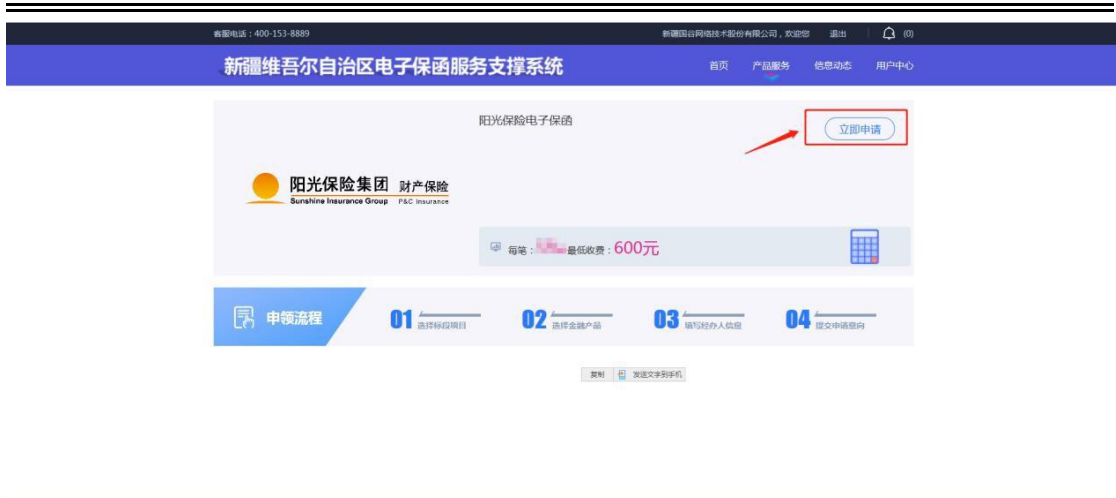 客服电话：400-153-8889
新疆国谷网络技术股份有限公司，欢迎您 退出 (0)
新疆维吾尔自治区电子保函服务支撑系统
首页 产品服务 信息动态 用户中心
阳光保险电子保函
立即申请
阳光保险集团 财产保险
Sunshine Insurance Group P&C Insurance
每笔： 最低收费：600元
申领流程
01 选择标段项目
02 选择金融产品
03 填写经办人信息
04 提交申请意向
复制 发送文字到手机